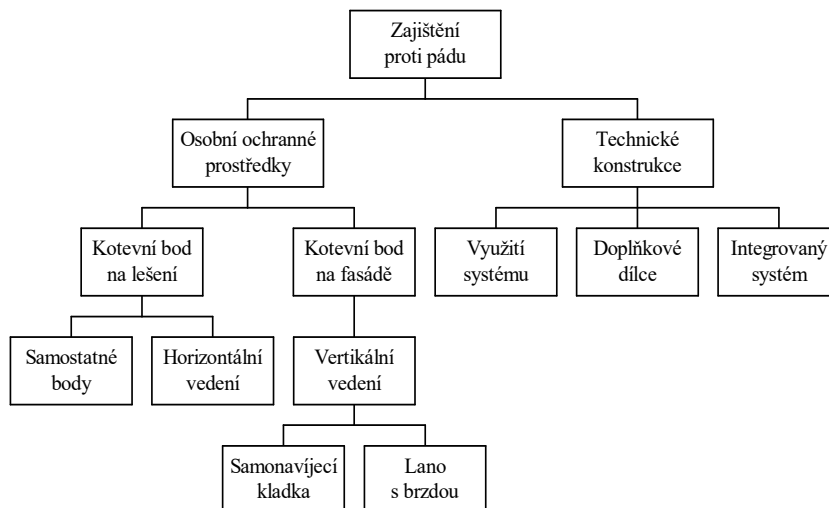 Zajištění
proti pádu
Osobní ochranné
prostředky
Technické
konstrukce
Kotevní bod
na lešení
Kotevní bod
na fasádě
Využití
systému
Doplňkové
dílce
Integrovaný
systém
Samostatné
body
Horizontální
vedení
Vertikální
vedení
Samonavíjecí
kladka
Lano
s brzdou